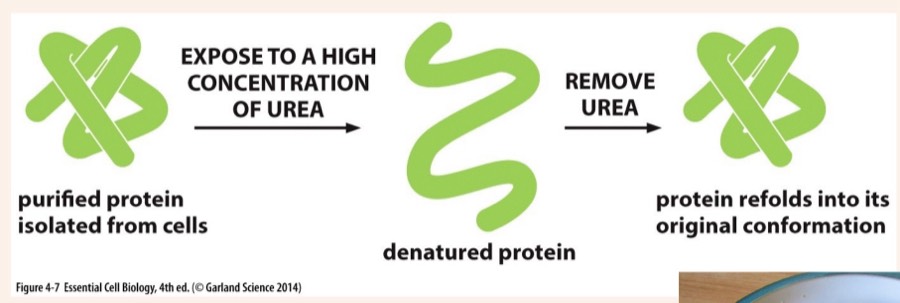 EXPOSE TO A HIGH
CONCENTRATION
OF UREA
REMOVE
UREA
purified protein
isolated from cells
denatured protein
protein refolds into its
original conformation
Figure 4-7 Essential Cell Biology, 4th ed. (© Garland Science 2014)